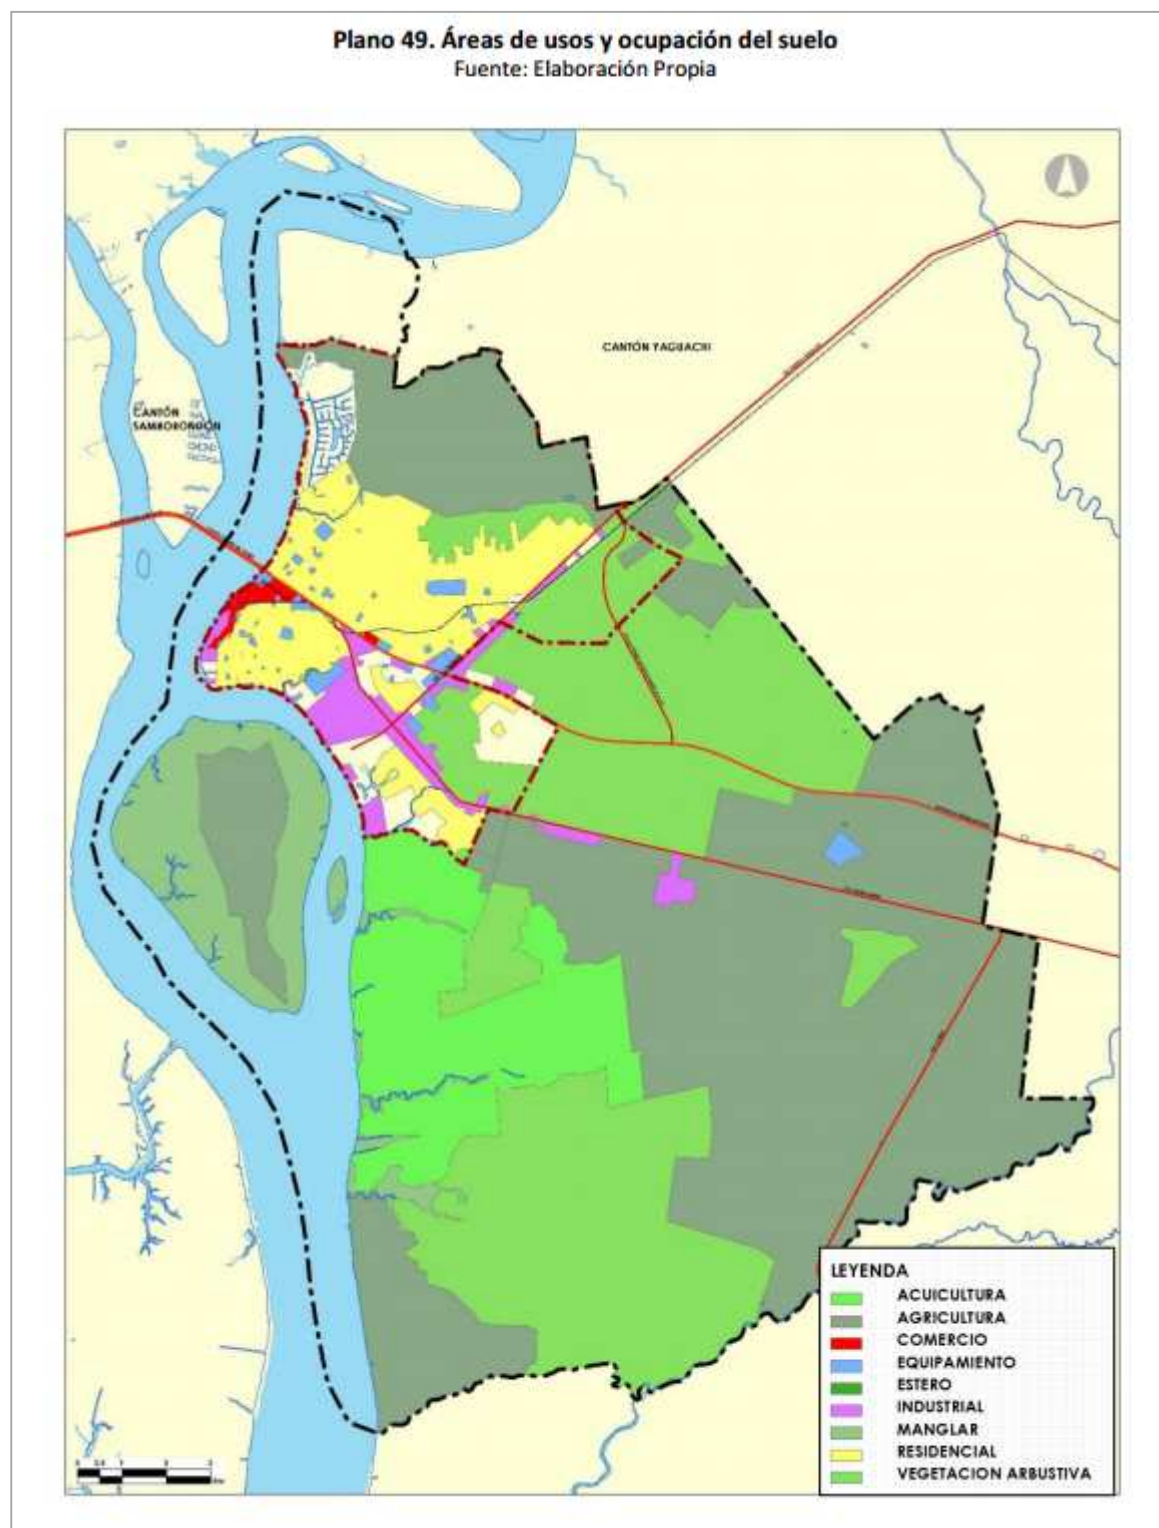 Plano 49. Áreas de usos y ocupación del suelo
Fuente: Elaboración Propia
CANTÓN YAGUACHI
CANTÓN
SAMBORONDÓN
LEYENDA
ACUICULTURA
AGRICULTURA
COMERCIO
EQUIPAMIENTO
ESTERO
INDUSTRIAL
MANGLAR
RESIDENCIAL
VEGETACION ARBUSTIVA